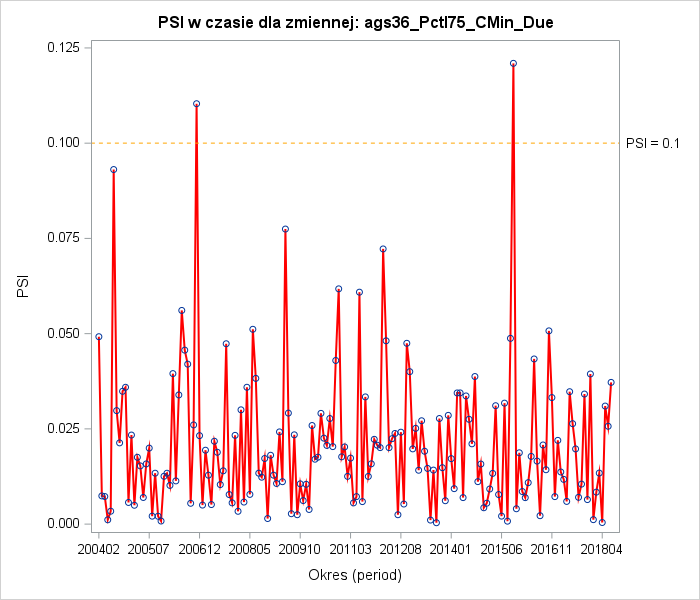 PSI w czasie dla zmiennej: ags36_Pctl75_CMin_Due
0.125
0.100
PSI = 0.1
0.075
PSI
0.050
0.025
0.000
200402 200507 200612 200805 200910 201103 201208 201401 201506 201611 201804
Okres (period)